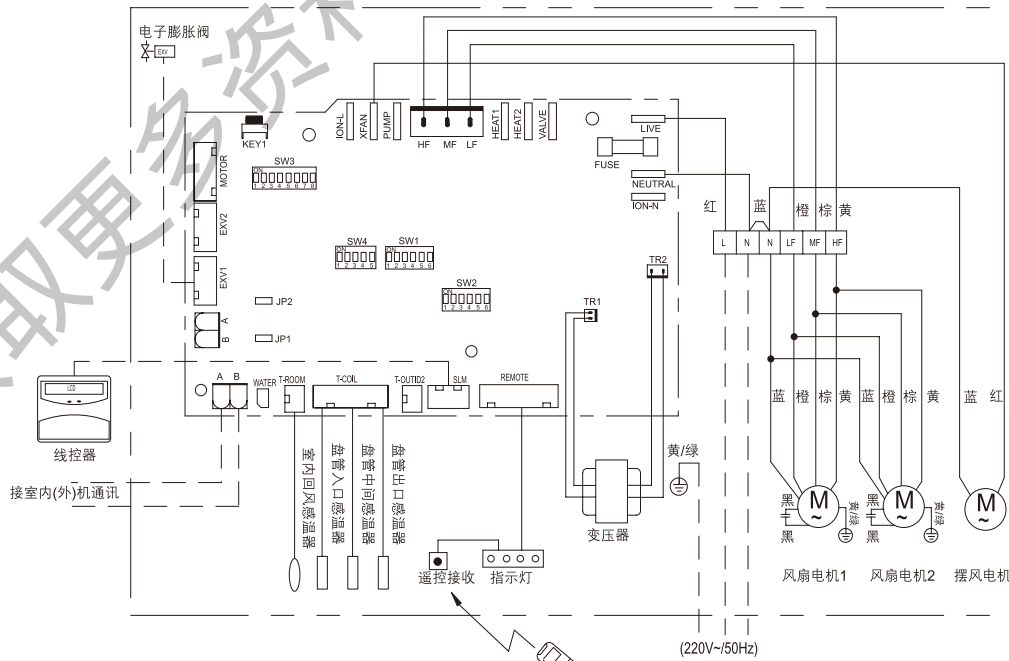 取更多资料
电子膨胀阀
EXV
KEY1
ION-L
XFAN
PUMP
HF MF LF
HEAT1
HEAT2
VALVE
LIVE
FUSE
NEUTRAL
ION-N
MOTOR
EXV2
EXV1
A
B
SW3
ON
1 2 3 4 5 6 7 8
SW4
ON
1 2 3 4 5
SW1
ON
1 2 3 4 5 6
SW2
ON
1 2 3 4 5 6
TR2
TR1
JP2
JP1
红 蓝 橙 棕 黄
L N N LF MF HF
A B
WATER
T-ROOM
T-COIL
T-OUTID2
SLM
REMOTE
LCD
线控器
接室内(外)机通讯
室内回风感温器
盘管入口感温器
盘管中间感温器
盘管出口感温器
遥控接收
指示灯
变压器
黄/绿
蓝 橙 棕 黄 蓝 橙 棕 黄 蓝 红
黑
M
~
黄/绿
黑
黑
M
~
黄/绿
黑
M
~
风扇电机1
风扇电机2
摆风电机
(220V~/50Hz)